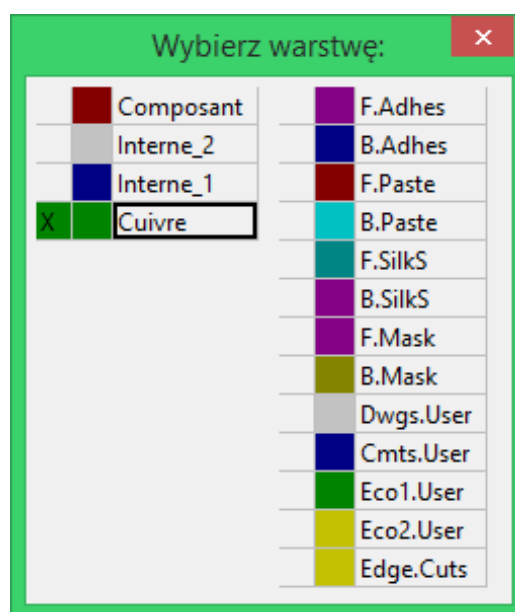 Wybierz warstwę:
Composant
Interne_2
Interne_1
X Cuivre
F.Adhes
B.Adhes
F.Paste
B.Paste
F.SilkS
B.SilkS
F.Mask
B.Mask
Dwgs.User
Cmts.User
Eco1.User
Eco2.User
Edge.Cuts